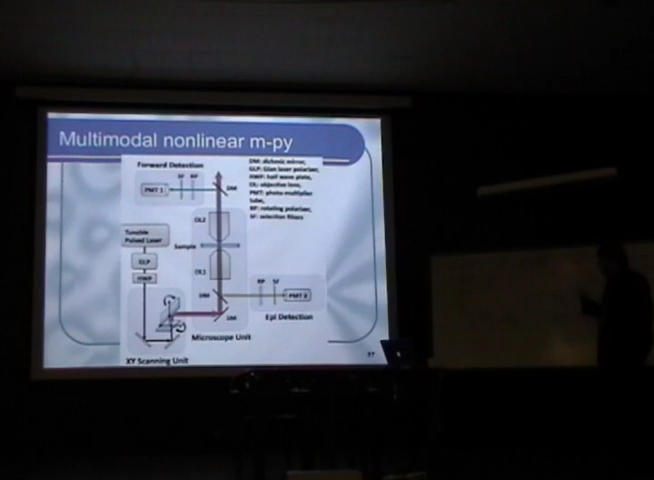 Multimodal nonlinear m-py
Forward Detection
DM: dichroic mirror,
GLP: Glan laser polarizer,
HWP: half wave plate,
OL: objective lens,
PMT: photo-multiplier
tube,
RP: rotating polarizer,
SF: selection filters
SF RP
PMT 1
DM
OL2
Tunable
Pulsed Laser
Sample
GLP
OL1
HWP
RP SF
DM
PMT 2
DM
Epi Detection
Microscope Unit
XY Scanning Unit
37